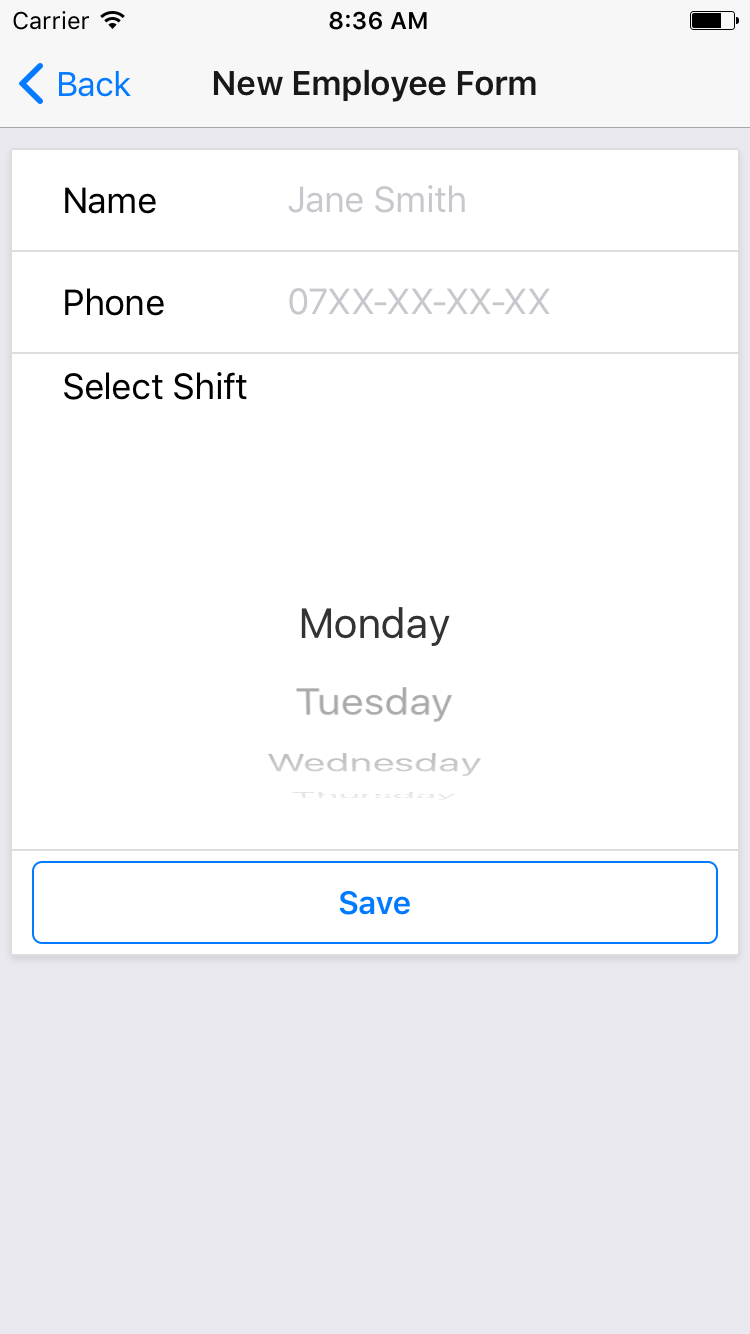 Carrier 8:36 AM
Back New Employee Form
Name Jane Smith
Phone 07XX-XX-XX-XX
Select Shift
Monday
Tuesday
Wednesday
Thursday
Save